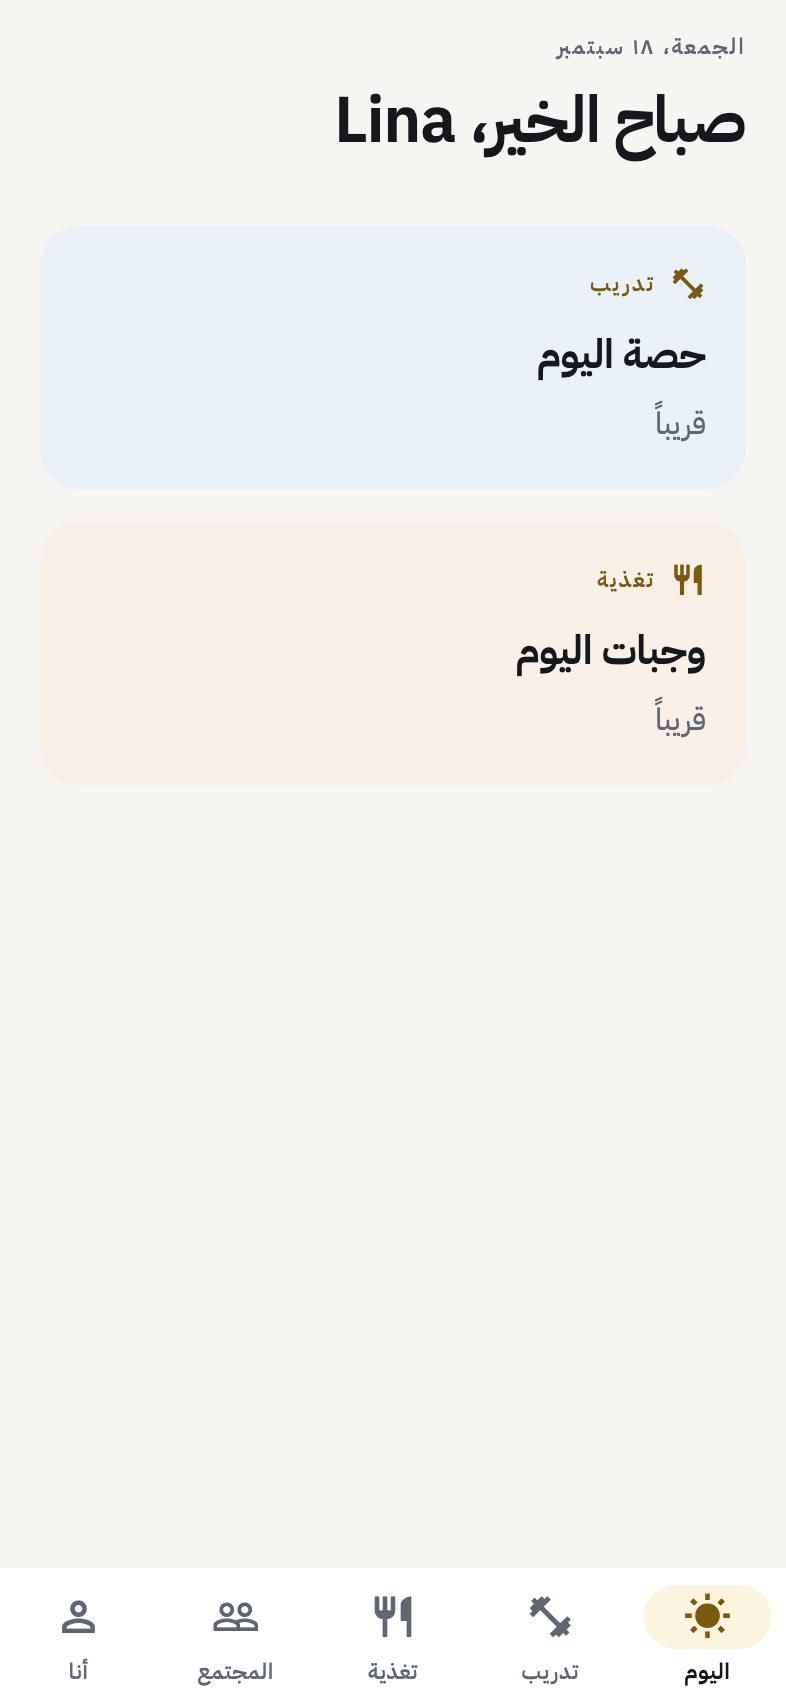 الجمعة، ١٨ سبتمبر
صباح الخير، Lina
تدريب
حصة اليوم
قريباً
تغذية
وجبات اليوم
قريباً
اليوم
تدريب
تغذية
المجتمع
أنا